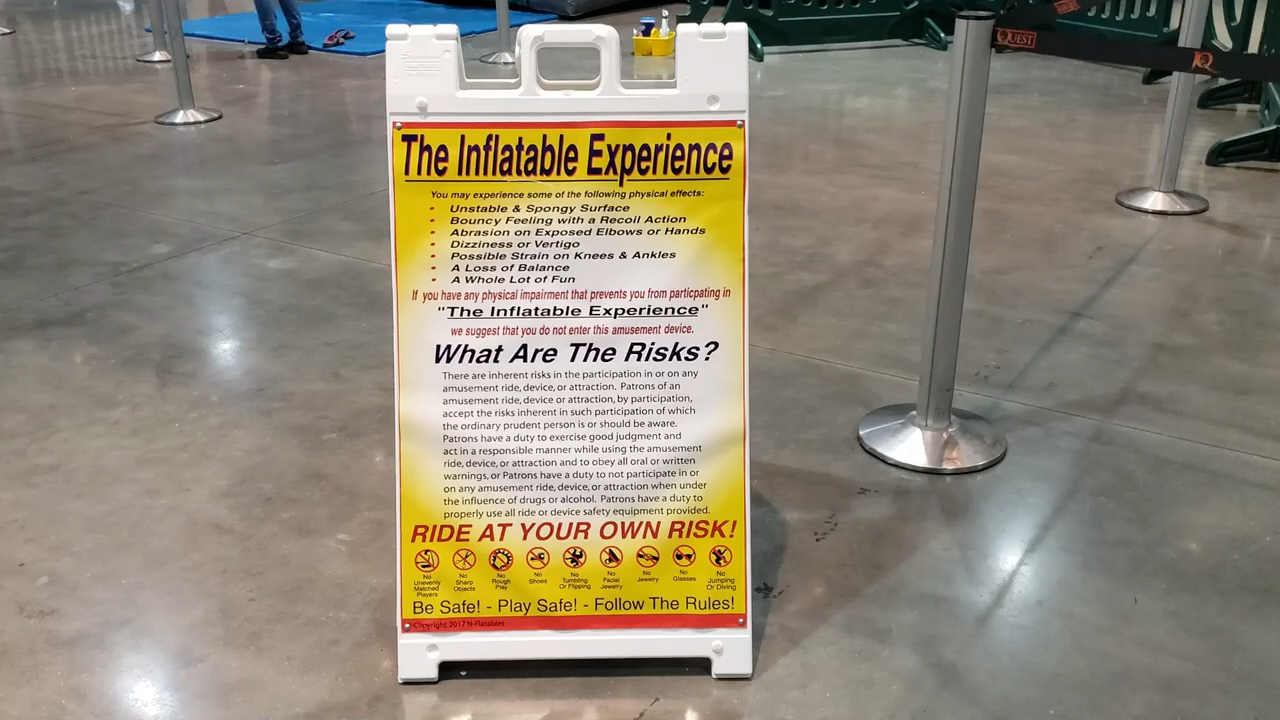 QUEST
The Inflatable Experience
You may experience some of the following physical effects:
• Unstable & Spongy Surface
• Bouncy Feeling with a Recoil Action
• Abrasion on Exposed Elbows or Hands
• Dizziness or Vertigo
• Possible Strain on Knees & Ankles
• A Loss of Balance
• A Whole Lot of Fun
If you have any physical impairment that prevents you from particpating in
"The Inflatable Experience"
we suggest that you do not enter this amusement device.
What Are The Risks?
There are inherent risks in the participation in or on any
amusement ride, device, or attraction. Patrons of an
amusement ride, device or attraction, by participation,
accept the risks inherent in such participation of which
the ordinary prudent person is or should be aware.
Patrons have a duty to exercise good judgment and
act in a responsible manner while using the amusement
ride, device, or attraction and to obey all oral or written
warnings, or Patrons have a duty to not participate in or
on any amusement ride, device, or attraction when under
the influence of drugs or alcohol. Patrons have a duty to
properly use all ride or device safety equipment provided.
RIDE AT YOUR OWN RISK!
No Unevenly Matched Players
No Sharp Objects
No Rough Play
No Shoes
No Tumbling Or Flipping
No Facial Jewelry
No Jewelry
No Glasses
No Jumping Or Diving
Be Safe! - Play Safe! - Follow The Rules!
Copyright 2017 N-Flatables